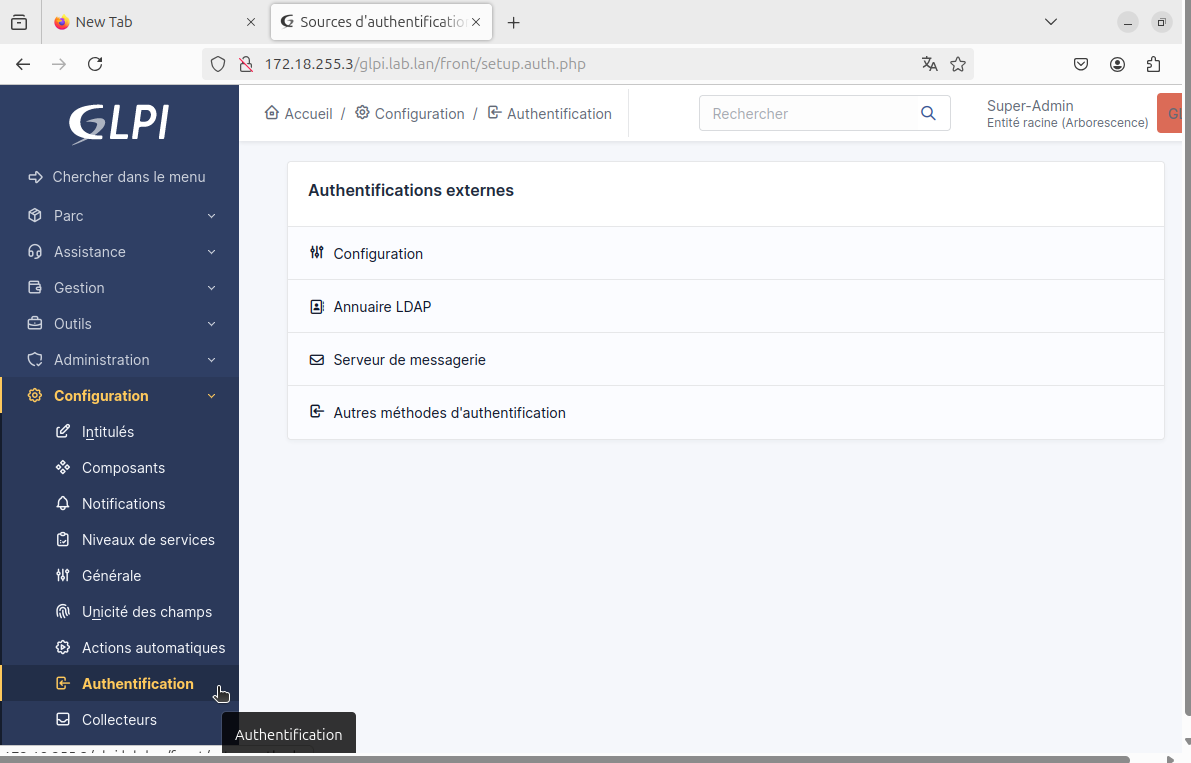 New Tab
Sources d'authentificatio
172.18.255.3/glpi.lab.lan/front/setup.auth.php
GLPI
Accueil / Configuration / Authentification
Rechercher
Super-Admin
Entité racine (Arborescence)
Gl
Chercher dans le menu
Parc
Assistance
Gestion
Outils
Administration
Configuration
Intitulés
Composants
Notifications
Niveaux de services
Générale
Unicité des champs
Actions automatiques
Authentification
Collecteurs
Authentification
Authentifications externes
Configuration
Annuaire LDAP
Serveur de messagerie
Autres méthodes d'authentification